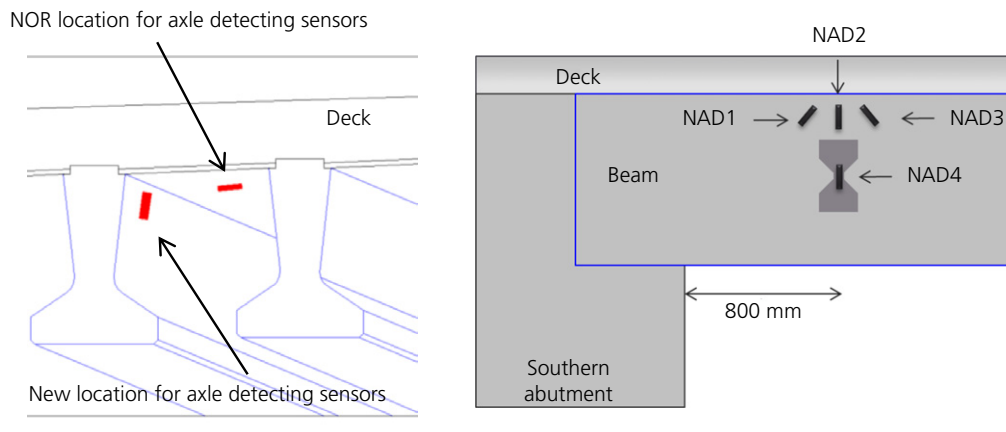 NOR location for axle detecting sensors
Deck
New location for axle detecting sensors
NAD2
Deck
NAD1
NAD3
Beam
NAD4
800 mm
Southern
abutment